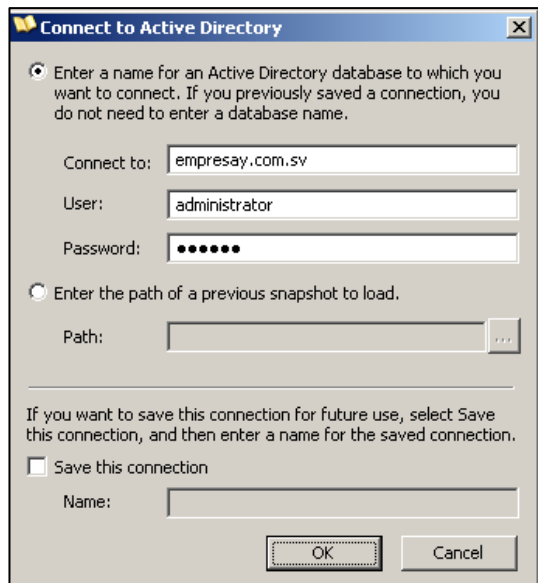 Connect to Active Directory
Enter a name for an Active Directory database to which you
want to connect. If you previously saved a connection, you
do not need to enter a database name.
Connect to: empresay.com.sv
User: administrator
Password: ●●●●●●
Enter the path of a previous snapshot to load.
Path: ...
If you want to save this connection for future use, select Save
this connection, and then enter a name for the saved connection.
Save this connection
Name:
OK Cancel